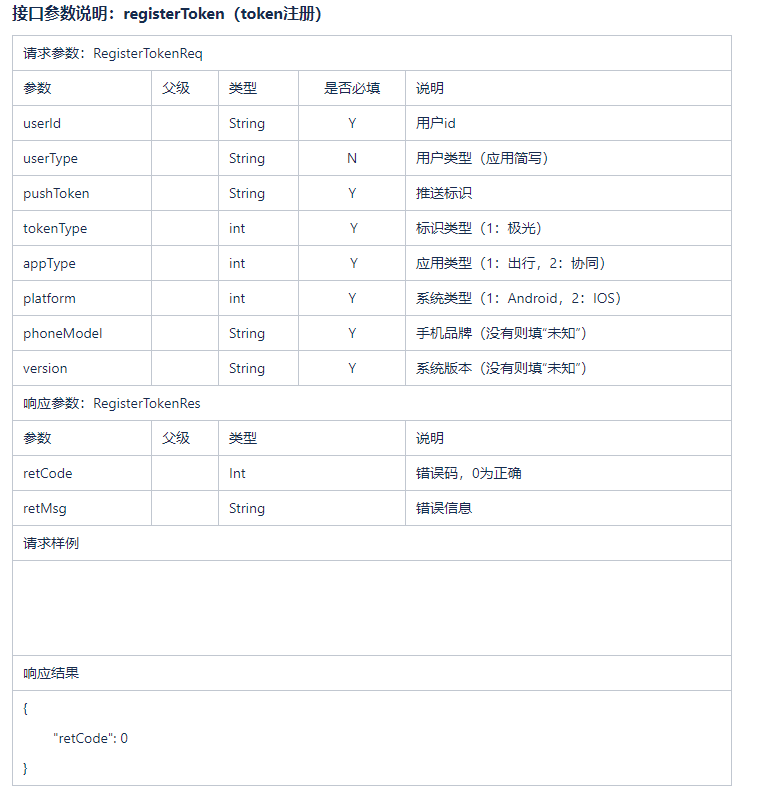 接口参数说明：registerToken（token注册）
请求参数：RegisterTokenReq
参数 父级 类型 是否必填 说明
userId String Y 用户id
userType String N 用户类型（应用简写）
pushToken String Y 推送标识
tokenType int Y 标识类型（1：极光）
appType int Y 应用类型（1：出行，2：协同）
platform int Y 系统类型（1：Android，2：IOS）
phoneModel String Y 手机品牌（没有则填“未知”）
version String Y 系统版本（没有则填“未知”）
响应参数：RegisterTokenRes
参数 父级 类型 说明
retCode Int 错误码，0为正确
retMsg String 错误信息
请求样例
响应结果
{
"retCode": 0
}